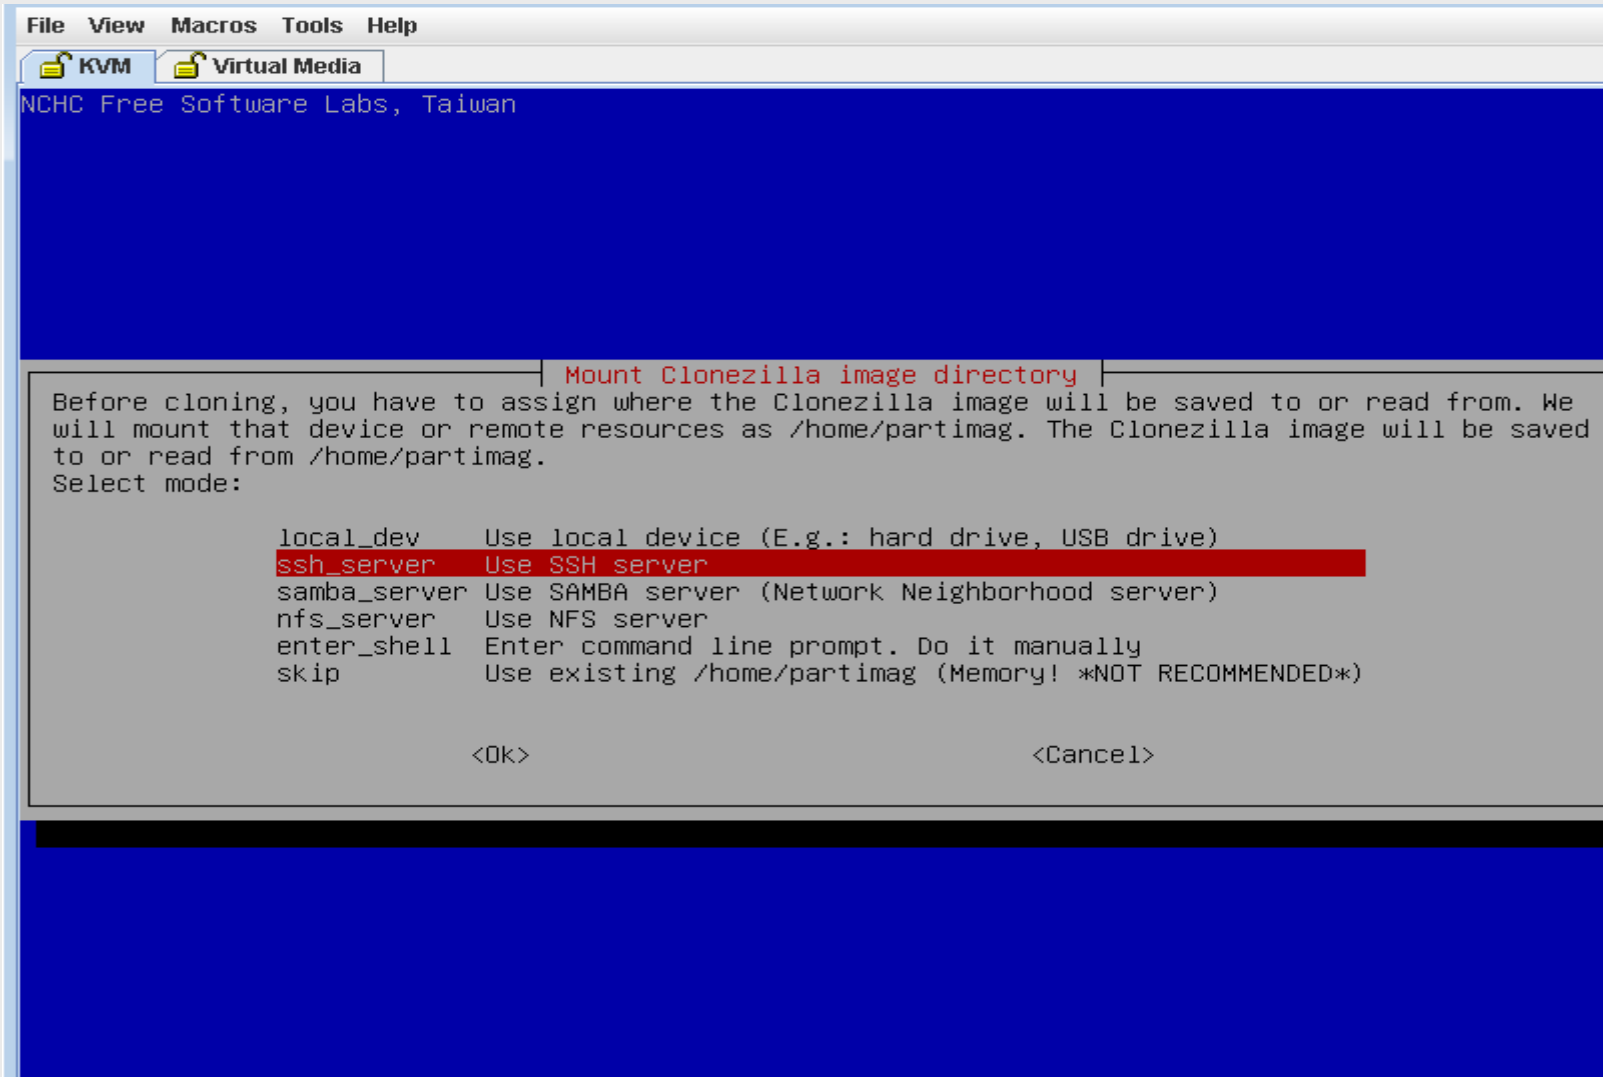 File View Macros Tools Help
KVM Virtual Media
NCHC Free Software Labs, Taiwan
Mount Clonezilla image directory
Before cloning, you have to assign where the Clonezilla image will be saved to or read from. We
will mount that device or remote resources as /home/partimag. The Clonezilla image will be saved
to or read from /home/partimag.
Select mode:
local_dev Use local device (E.g.: hard drive, USB drive)
ssh_server Use SSH server
samba_server Use SAMBA server (Network Neighborhood server)
nfs_server Use NFS server
enter_shell Enter command line prompt. Do it manually
skip Use existing /home/partimag (Memory! *NOT RECOMMENDED*)
<Ok> <Cancel>